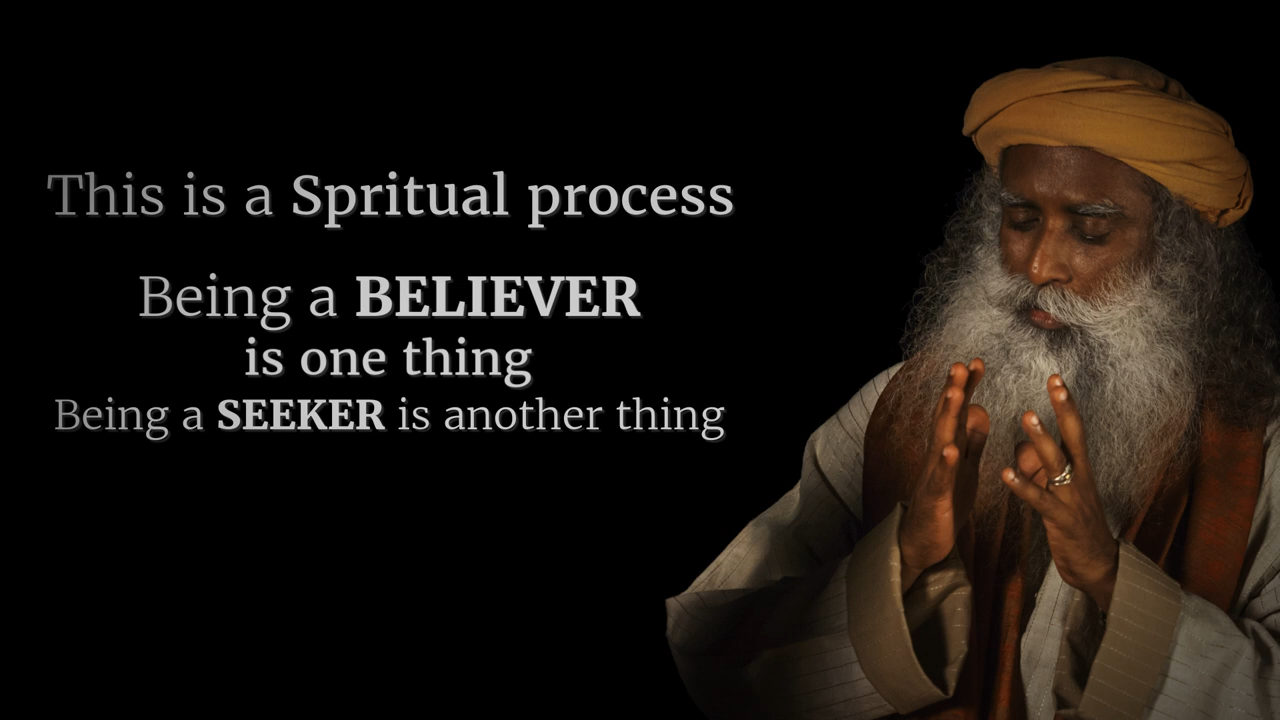 This is a Spritual process
Being a BELIEVER
is one thing
Being a SEEKER is another thing